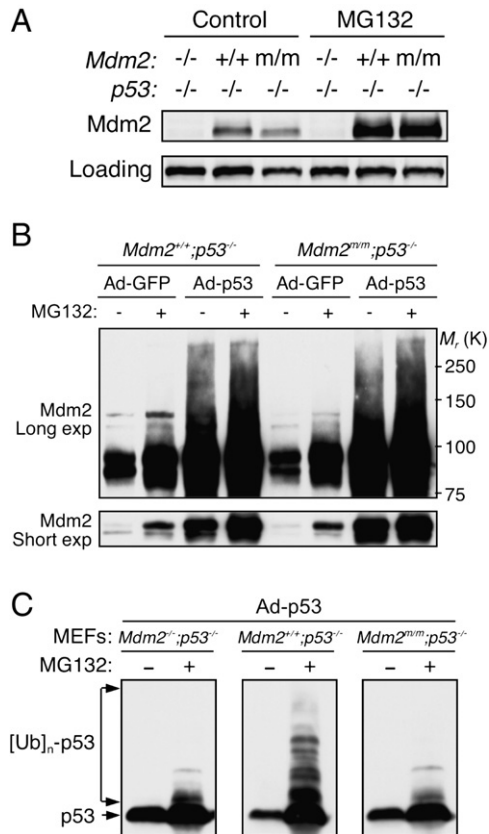 A
Control MG132
Mdm2: -/- +/+ m/m -/- +/+ m/m
p53: -/- -/- -/- -/- -/- -/-
Mdm2
Loading
B
Mdm2+/+;p53-/- Mdm2m/m;p53-/-
Ad-GFP Ad-p53 Ad-GFP Ad-p53
MG132: - + - + - + - +
Mr (K)
250
150
Mdm2
Long exp
100
75
Mdm2
Short exp
C
Ad-p53
MEFs: Mdm2-/-;p53-/- Mdm2+/+;p53-/- Mdm2m/m;p53-/-
MG132: – + – + – +
[Ub]n-p53
p53